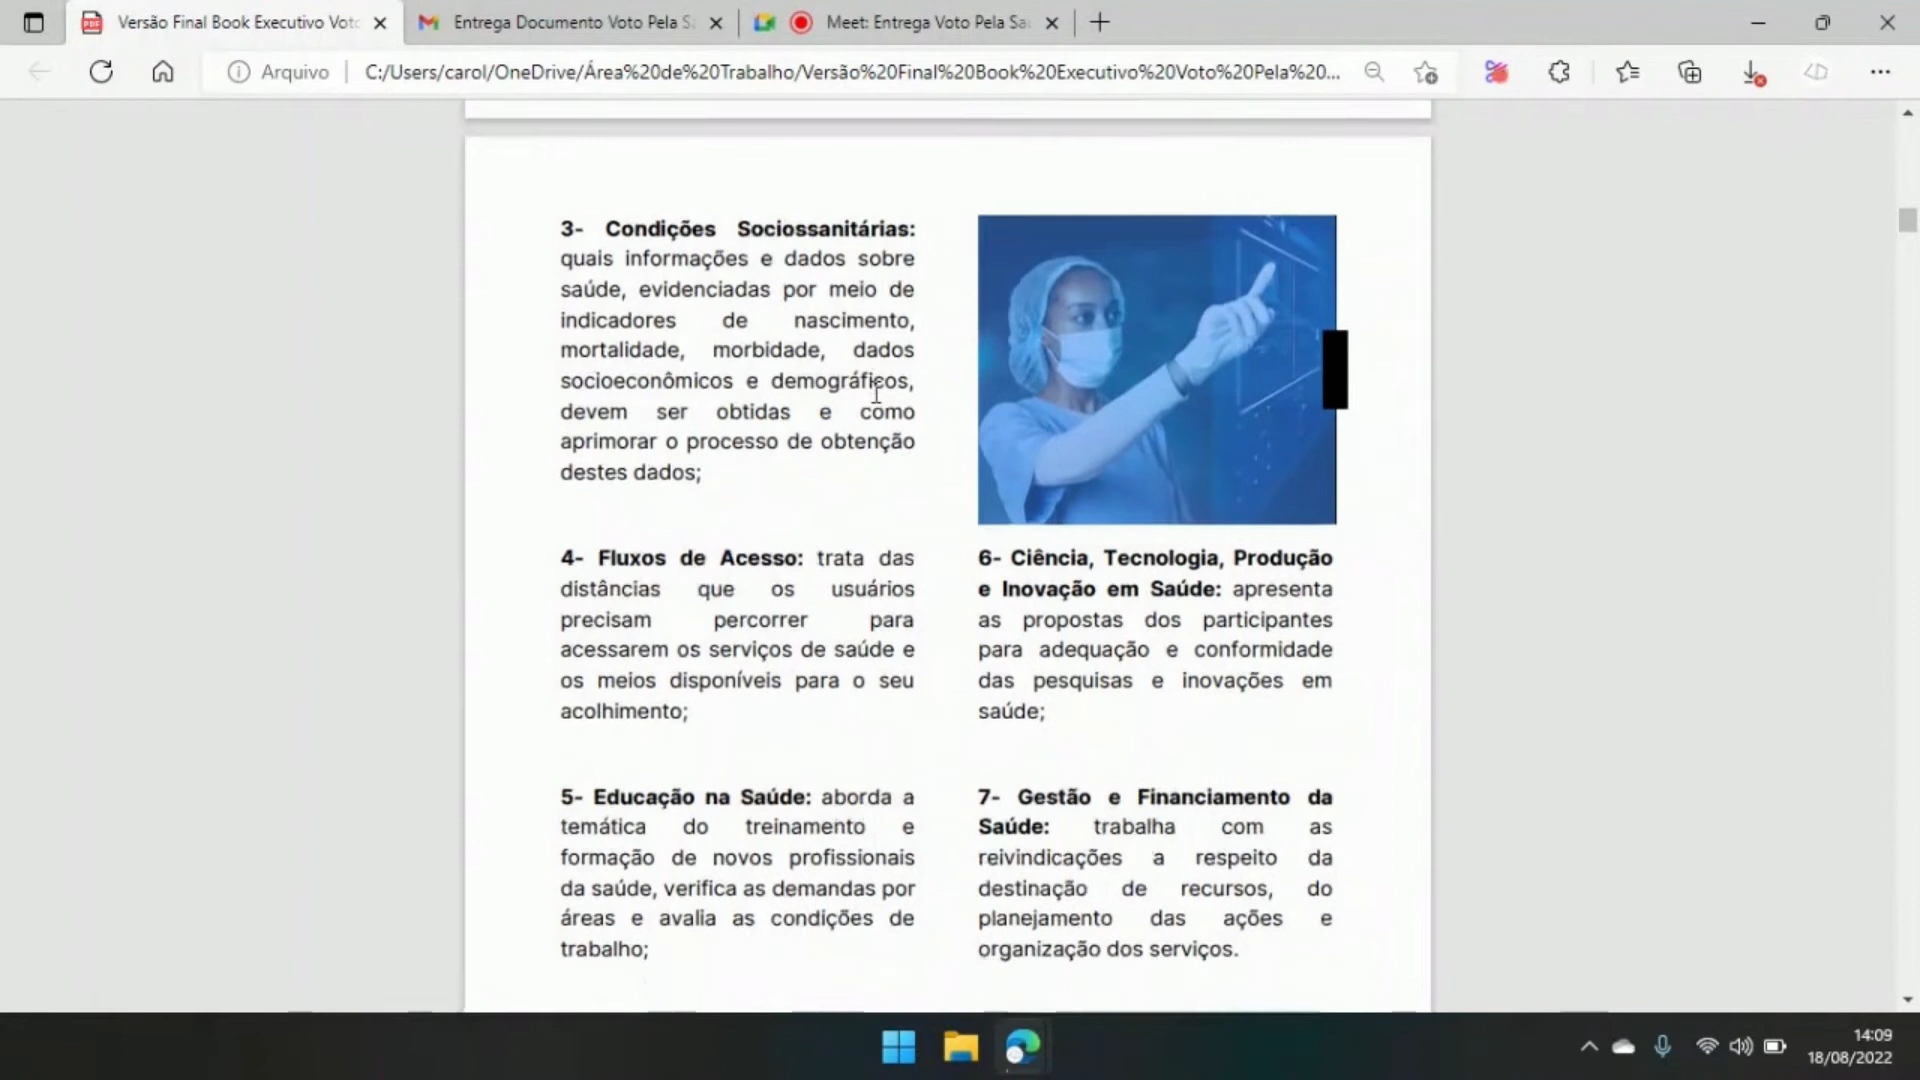 Versão Final Book Executivo Voto
Entrega Documento Voto Pela Sa
Meet: Entrega Voto Pela Sa
Arquivo
C:/Users/carol/OneDrive/Área%20de%20Trabalho/Versão%20Final%20Book%20Executivo%20Voto%20Pela%20...
3- Condições Sociossanitárias:
quais informações e dados sobre
saúde, evidenciadas por meio de
indicadores de nascimento,
mortalidade, morbidade, dados
socioeconômicos e demográficos,
devem ser obtidas e como
aprimorar o processo de obtenção
destes dados;
4- Fluxos de Acesso: trata das
distâncias que os usuários
precisam percorrer para
acessarem os serviços de saúde e
os meios disponíveis para o seu
acolhimento;
5- Educação na Saúde: aborda a
temática do treinamento e
formação de novos profissionais
da saúde, verifica as demandas por
áreas e avalia as condições de
trabalho;
6- Ciência, Tecnologia, Produção
e Inovação em Saúde: apresenta
as propostas dos participantes
para adequação e conformidade
das pesquisas e inovações em
saúde;
7- Gestão e Financiamento da
Saúde: trabalha com as
reivindicações a respeito da
destinação de recursos, do
planejamento das ações e
organização dos serviços.
14:09
18/08/2022